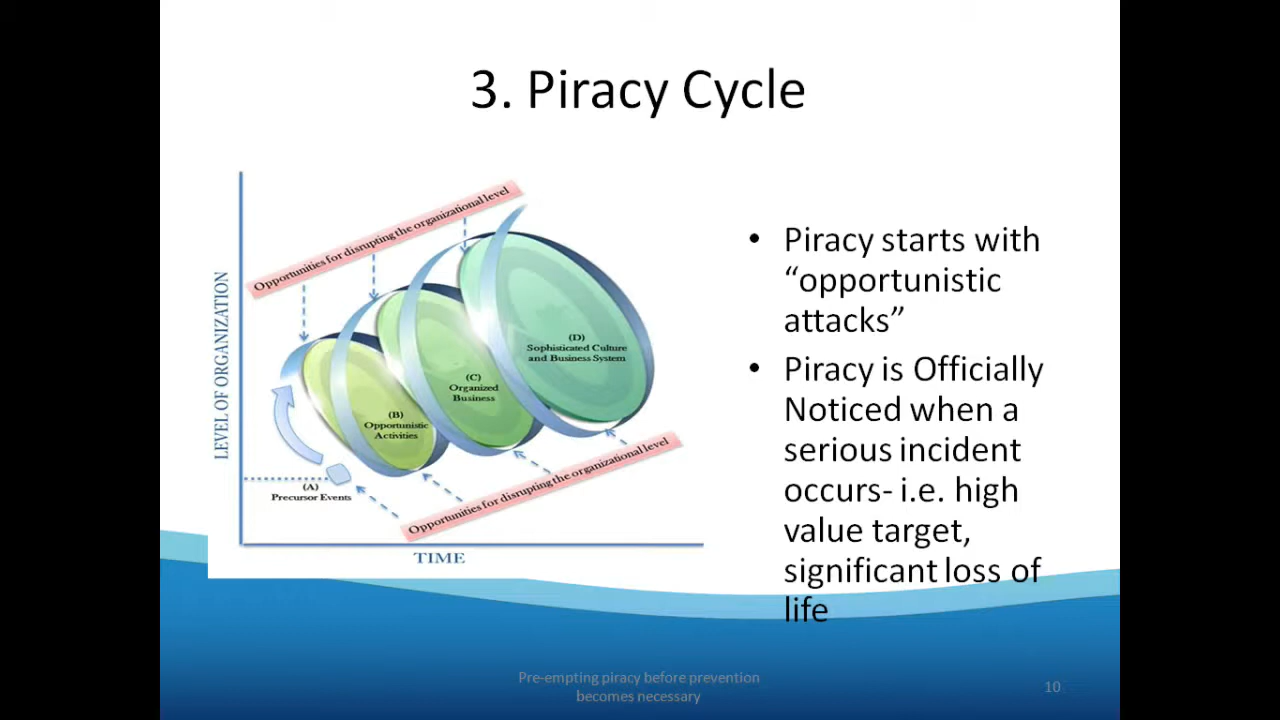 3. Piracy Cycle
LEVEL OF ORGANIZATION
Opportunities for disrupting the organizational level
(A)
Precursor Events
(B)
Opportunistic
Activities
(C)
Organized
Business
(D)
Sophisticated Culture
and Business System
Opportunities for disrupting the organizational level
TIME
• Piracy starts with
“opportunistic
attacks”
• Piracy is Officially
Noticed when a
serious incident
occurs- i.e. high
value target,
significant loss of
life
Pre-empting piracy before prevention
becomes necessary
10